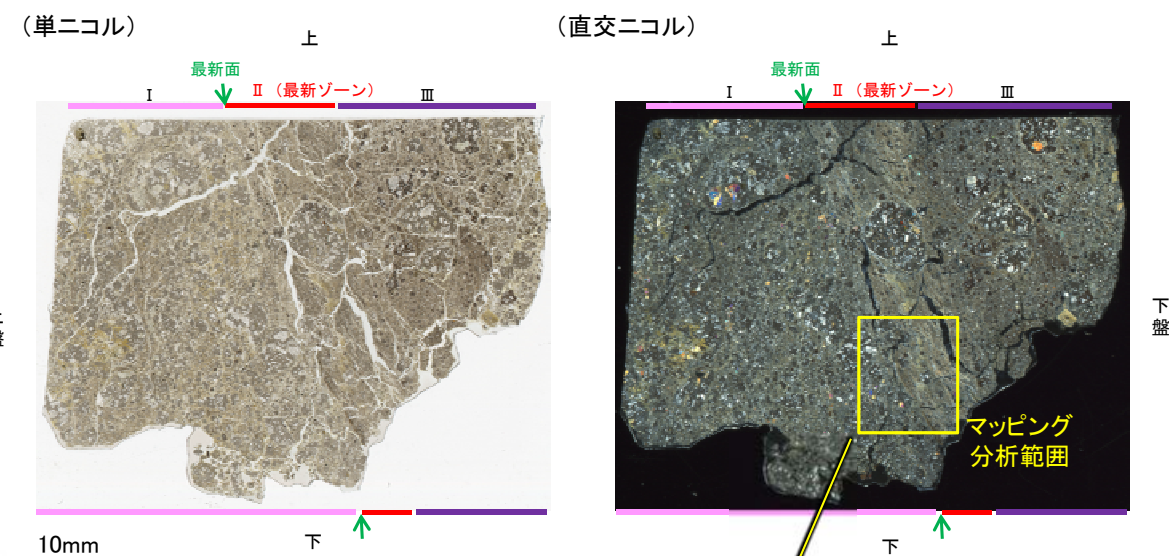 （単ニコル）
上
最新面
Ⅰ
Ⅱ（最新ゾーン）
Ⅲ
10mm
下
（直交ニコル）
上
最新面
Ⅰ
Ⅱ（最新ゾーン）
Ⅲ
下
盤
マッピング
分析範囲
下